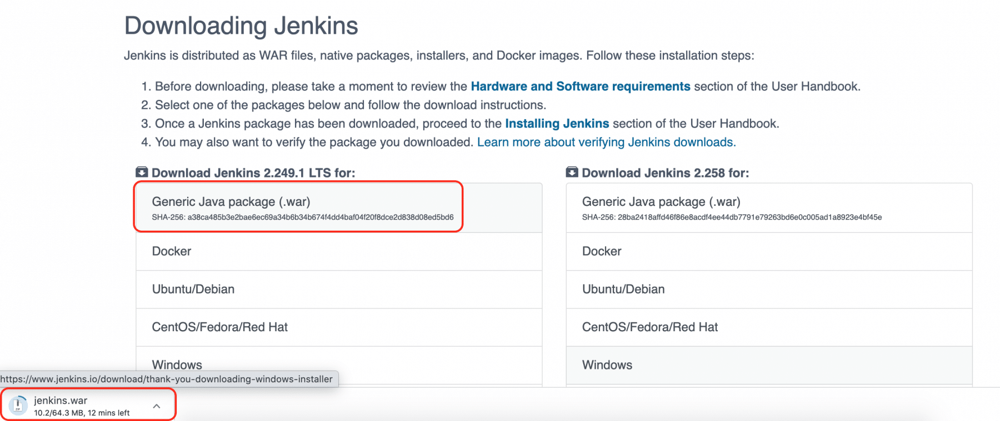 Downloading Jenkins
Jenkins is distributed as WAR files, native packages, installers, and Docker images. Follow these installation steps:
1. Before downloading, please take a moment to review the Hardware and Software requirements section of the User Handbook.
2. Select one of the packages below and follow the download instructions.
3. Once a Jenkins package has been downloaded, proceed to the Installing Jenkins section of the User Handbook.
4. You may also want to verify the package you downloaded. Learn more about verifying Jenkins downloads.
Download Jenkins 2.249.1 LTS for:
Generic Java package (.war)
SHA-256: a38ca485b3e2bae6ec69a34b6b34b674f4dd4baf04f20f8dce2d838d08ed5bd6
Docker
Ubuntu/Debian
CentOS/Fedora/Red Hat
Windows
Download Jenkins 2.258 for:
Generic Java package (.war)
SHA-256: 28ba2418affd46f86e8acdf4ee44db7791e79263bd6e0c005ad1a8923e4bf45e
Docker
Ubuntu/Debian
CentOS/Fedora/Red Hat
Windows
https://www.jenkins.io/download/thank-you-downloading-windows-installer
ZIP
jenkins.war
10.2/64.3 MB, 12 mins left